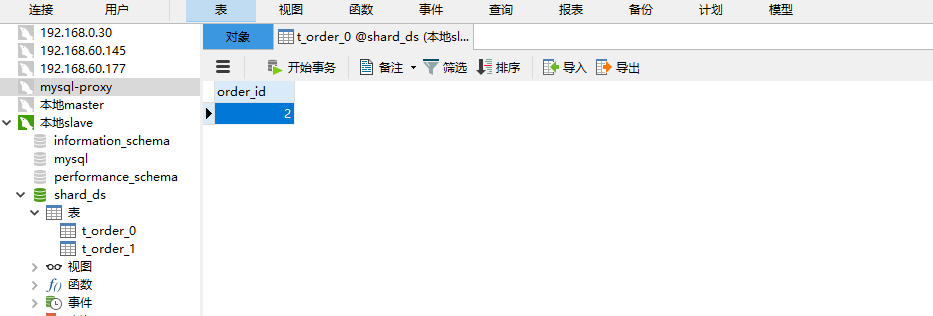 连接 用户 表 视图 函数 事件 查询 报表 备份 计划 模型
192.168.0.30
192.168.60.145
192.168.60.177
mysql-proxy
本地master
本地slave
information_schema
mysql
performance_schema
shard_ds
表
t_order_0
t_order_1
视图
函数
事件
对象 t_order_0 @shard_ds (本地sl...
开始事务 备注 筛选 排序 导入 导出
order_id
2